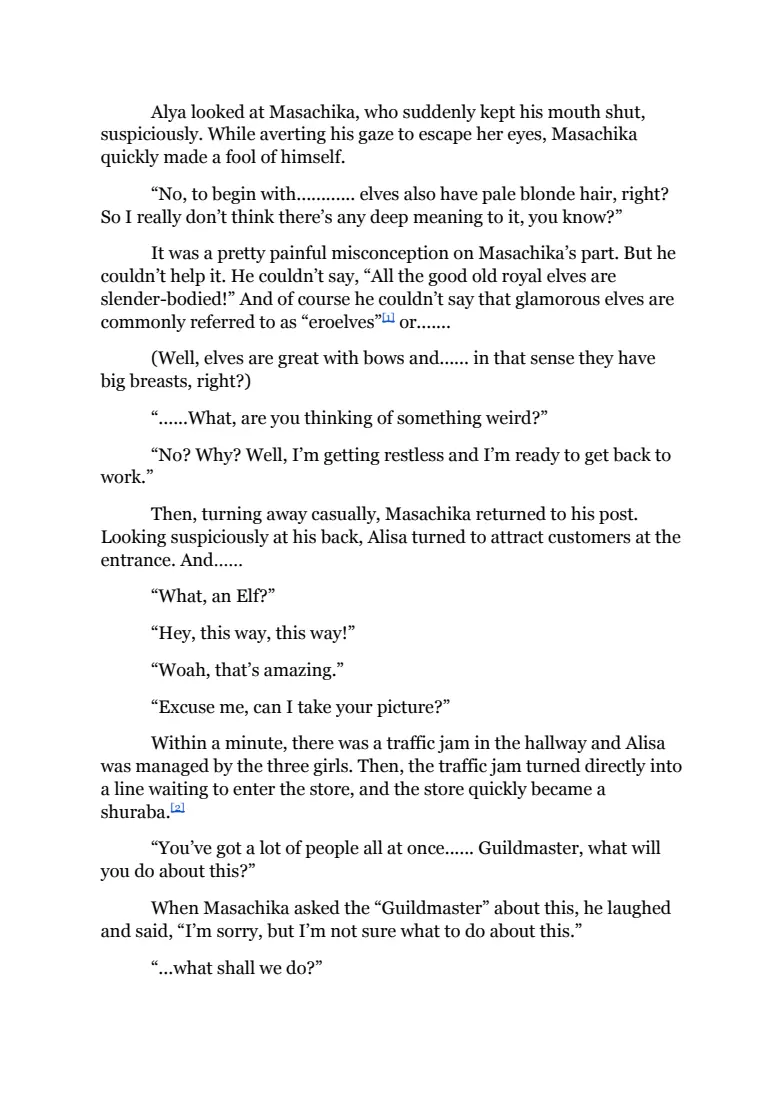 Alya looked at Masachika, who suddenly kept his mouth shut,
suspiciously. While averting his gaze to escape her eyes, Masachika
quickly made a fool of himself.
“No, to begin with………… elves also have pale blonde hair, right?
So I really don’t think there’s any deep meaning to it, you know?”
It was a pretty painful misconception on Masachika’s part. But he
couldn’t help it. He couldn’t say, “All the good old royal elves are
slender-bodied!” And of course he couldn’t say that glamorous elves are
commonly referred to as “eroelves”[1] or.......
(Well, elves are great with bows and...... in that sense they have
big breasts, right?)
“......What, are you thinking of something weird?”
“No? Why? Well, I’m getting restless and I’m ready to get back to
work.”
Then, turning away casually, Masachika returned to his post.
Looking suspiciously at his back, Alisa turned to attract customers at the
entrance. And......
“What, an Elf?”
“Hey, this way, this way!”
“Woah, that’s amazing.”
“Excuse me, can I take your picture?”
Within a minute, there was a traffic jam in the hallway and Alisa
was managed by the three girls. Then, the traffic jam turned directly into
a line waiting to enter the store, and the store quickly became a
shuraba.[2]
“You’ve got a lot of people all at once...... Guildmaster, what will
you do about this?”
When Masachika asked the “Guildmaster” about this, he laughed
and said, “I’m sorry, but I’m not sure what to do about this.”
“...what shall we do?”